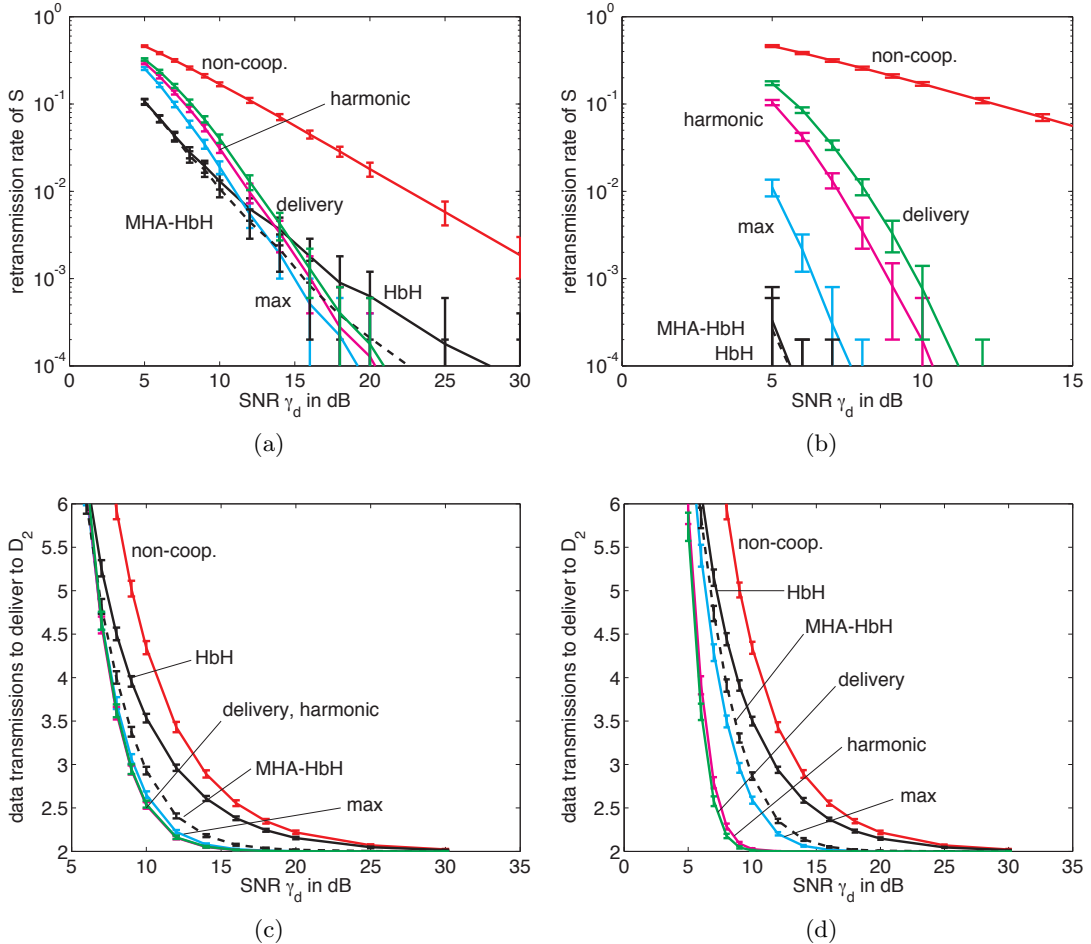 10^0
10^-1
10^-2
10^-3
10^-4
0 5 10 15 20 25 30
retransmission rate of S
SNR γ_d in dB
non-coop.
harmonic
delivery
MHA-HbH
max
HbH
(a)
10^0
10^-1
10^-2
10^-3
10^-4
0 5 10 15
retransmission rate of S
SNR γ_d in dB
non-coop.
harmonic
max
delivery
MHA-HbH
HbH
(b)
6
5.5
5
4.5
4
3.5
3
2.5
2
5 10 15 20 25 30 35
data transmissions to deliver to D_2
SNR γ_d in dB
non-coop.
HbH
delivery, harmonic
MHA-HbH
max
(c)
6
5.5
5
4.5
4
3.5
3
2.5
2
0 5 10 15 20 25 30 35
data transmissions to deliver to D_2
SNR γ_d in dB
non-coop.
HbH
MHA-HbH
delivery
harmonic
max
(d)